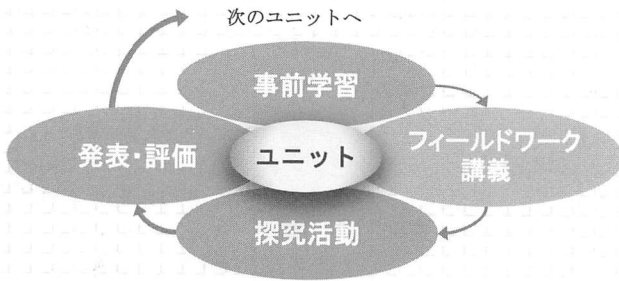 次のユニットへ
事前学習
発表・評価
ユニット
フィールドワーク
講義
探究活動